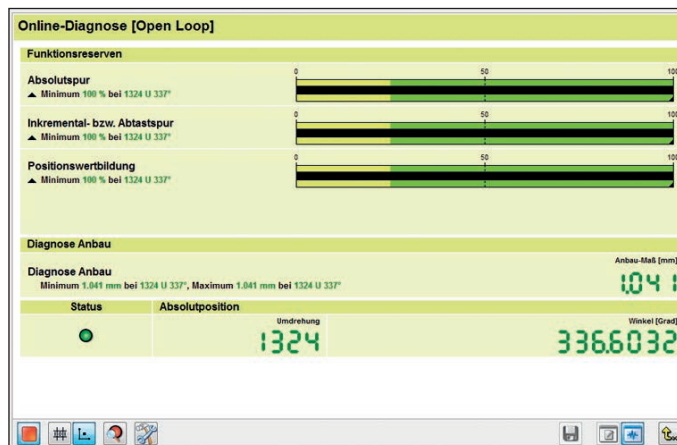 Online-Diagnose [Open Loop]
Funktionsreserven
Absolutspur
0 50 100
Minimum 100 % bei 1324 U 337°
Inkremental- bzw. Abtastspur
0 50 100
Minimum 100 % bei 1324 U 337°
Positionswertbildung
0 50 100
Minimum 100 % bei 1324 U 337°
Diagnose Anbau
Anbau-Maß [mm]
Diagnose Anbau
1.041
Minimum 1.041 mm bei 1324 U 337°, Maximum 1.041 mm bei 1324 U 337°
Status Absolutposition
Umdrehung Winkel [Grad]
1324 336.6032